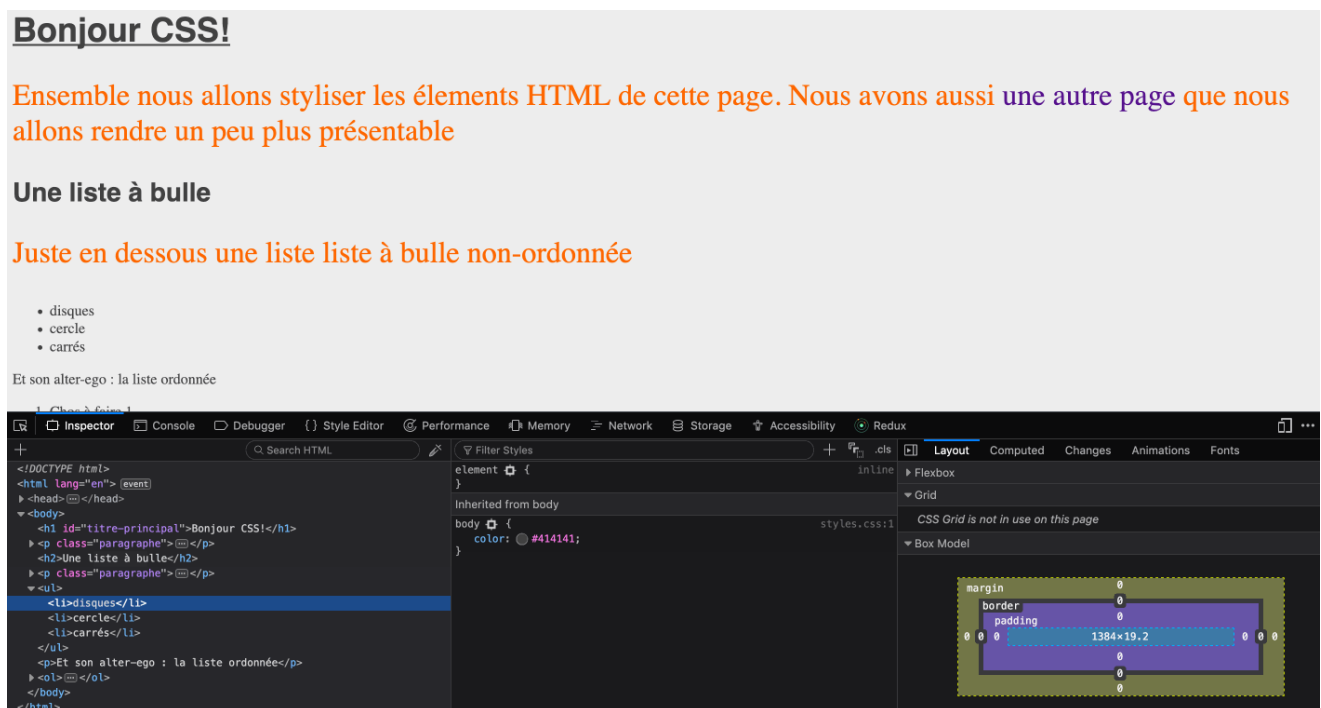 Bonjour CSS!
Ensemble nous allons styliser les élements HTML de cette page. Nous avons aussi une autre page que nous
allons rendre un peu plus présentable
Une liste à bulle
Juste en dessous une liste liste à bulle non-ordonnée
• disques
• cercle
• carrés
Et son alter-ego : la liste ordonnée
1. Chos à faire 1
Inspector Console Debugger {} Style Editor Performance Memory Network Storage Accessibility Redux
+ Search HTML
<!DOCTYPE html>
<html lang="en"> event
<head> </head>
<body>
<h1 id="titre-principal">Bonjour CSS!</h1>
<p class="paragraphe"> </p>
<h2>Une liste à bulle</h2>
<p class="paragraphe"> </p>
<ul>
<li>disques</li>
<li>cercle</li>
<li>carrés</li>
</ul>
<p>Et son alter-ego : la liste ordonnée</p>
<ol> </ol>
</body>
</html>
Filter Styles + .cls
element { inline
}
Inherited from body
body { styles.css:1
color: #414141;
}
Layout Computed Changes Animations Fonts
Flexbox
Grid
CSS Grid is not in use on this page
Box Model
margin 0
border 0
padding 0
0 0 0 1384×19.2 0 0 0
0
0
0